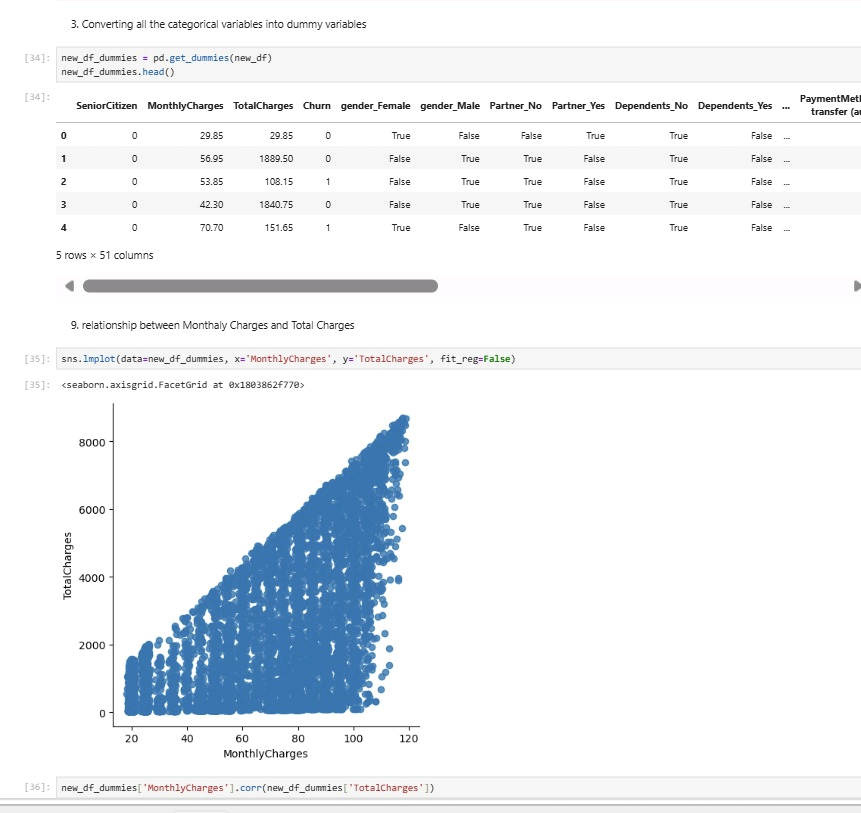 3. Converting all the categorical variables into dummy variables
[34]: new_df_dummies = pd.get_dummies(new_df)
new_df_dummies.head()
[34]:
SeniorCitizen MonthlyCharges TotalCharges Churn gender_Female gender_Male Partner_No Partner_Yes Dependents_No Dependents_Yes ...
transfer
0 0 29.85 29.85 0 True False False True True False ...
1 0 56.95 1889.50 0 False True True False True False ...
2 0 53.85 108.15 1 False True True False True False ...
3 0 42.30 1840.75 0 False True True False True False ...
4 0 70.70 151.65 1 True False True False True False ...
5 rows × 51 columns
9. relationship between Monthaly Charges and Total Charges
[35]: sns.lmplot(data=new_df_dummies, x='MonthlyCharges', y='TotalCharges', fit_reg=False)
[35]: <seaborn.axisgrid.FacetGrid at 0x1803862f770>
8000
6000
4000
2000
0
TotalCharges
20 40 60 80 100 120
MonthlyCharges
[36]: new_df_dummies['MonthlyCharges'].corr(new_df_dummies['TotalCharges'])